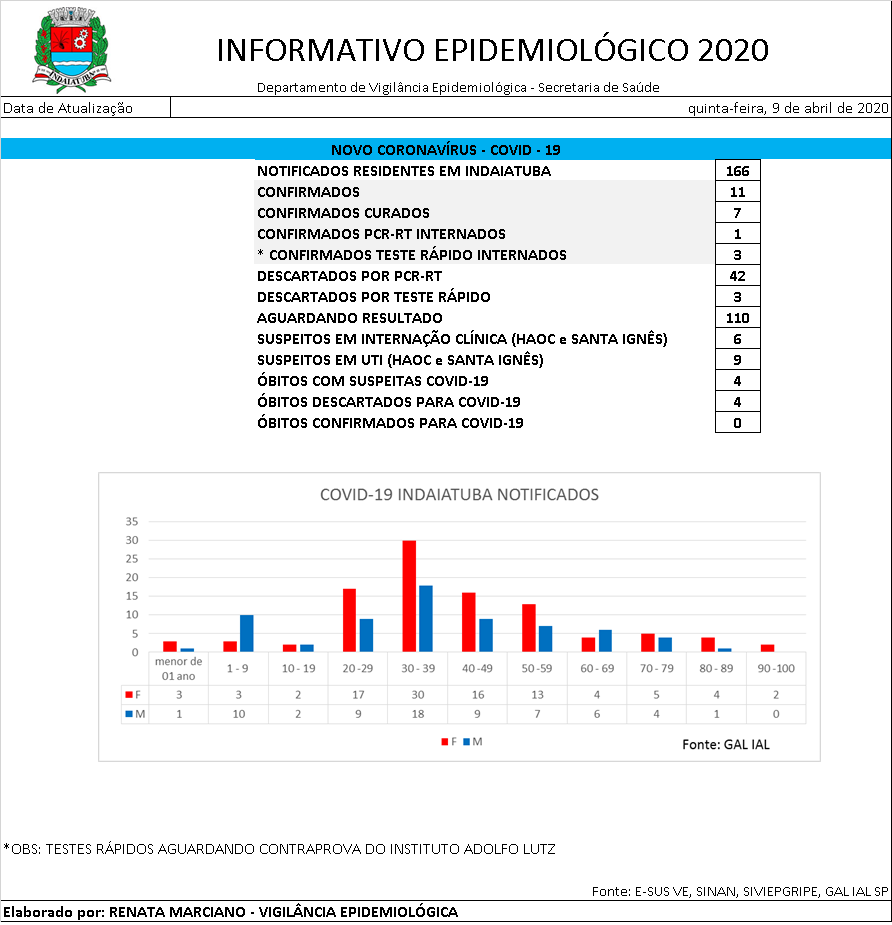 INDAIATUBA
INFORMATIVO EPIDEMIOLÓGICO 2020
Departamento de Vigilância Epidemiológica - Secretaria de Saúde
Data de Atualização quinta-feira, 9 de abril de 2020
NOVO CORONAVÍRUS - COVID - 19
NOTIFICADOS RESIDENTES EM INDAIATUBA 166
CONFIRMADOS 11
CONFIRMADOS CURADOS 7
CONFIRMADOS PCR-RT INTERNADOS 1
* CONFIRMADOS TESTE RÁPIDO INTERNADOS 3
DESCARTADOS POR PCR-RT 42
DESCARTADOS POR TESTE RÁPIDO 3
AGUARDANDO RESULTADO 110
SUSPEITOS EM INTERNAÇÃO CLÍNICA (HAOC e SANTA IGNÊS) 6
SUSPEITOS EM UTI (HAOC e SANTA IGNÊS) 9
ÓBITOS COM SUSPEITAS COVID-19 4
ÓBITOS DESCARTADOS PARA COVID-19 4
ÓBITOS CONFIRMADOS PARA COVID-19 0
COVID-19 INDAIATUBA NOTIFICADOS
35
30
25
20
15
10
5
0
menor de
01 ano 1 - 9 10 - 19 20 -29 30 - 39 40 -49 50 -59 60 - 69 70 - 79 80 - 89 90 -100
F 3 3 2 17 30 16 13 4 5 4 2
M 1 10 2 9 18 9 7 6 4 1 0
F M
Fonte: GAL IAL
*OBS: TESTES RÁPIDOS AGUARDANDO CONTRAPROVA DO INSTITUTO ADOLFO LUTZ
Fonte: E-SUS VE, SINAN, SIVIEPGRIPE, GAL IAL SP
Elaborado por: RENATA MARCIANO - VIGILÂNCIA EPIDEMIOLÓGICA